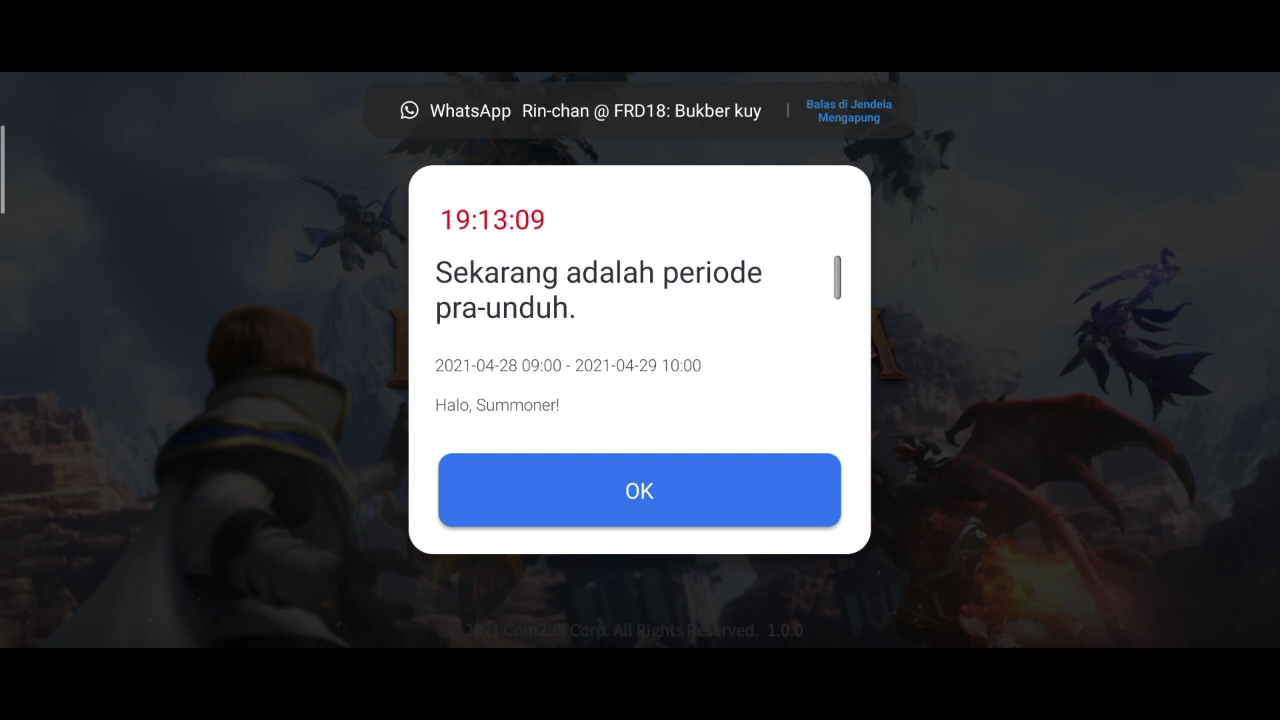 WhatsApp Rin-chan @ FRD18: Bukber kuy | Balas di Jendela
Mengapung
19:13:09
Sekarang adalah periode
pra-unduh.
2021-04-28 09:00 - 2021-04-29 10:00
Halo, Summoner!
OK
2021 Com2uS Corp. All Rights Reserved. 1.0.0